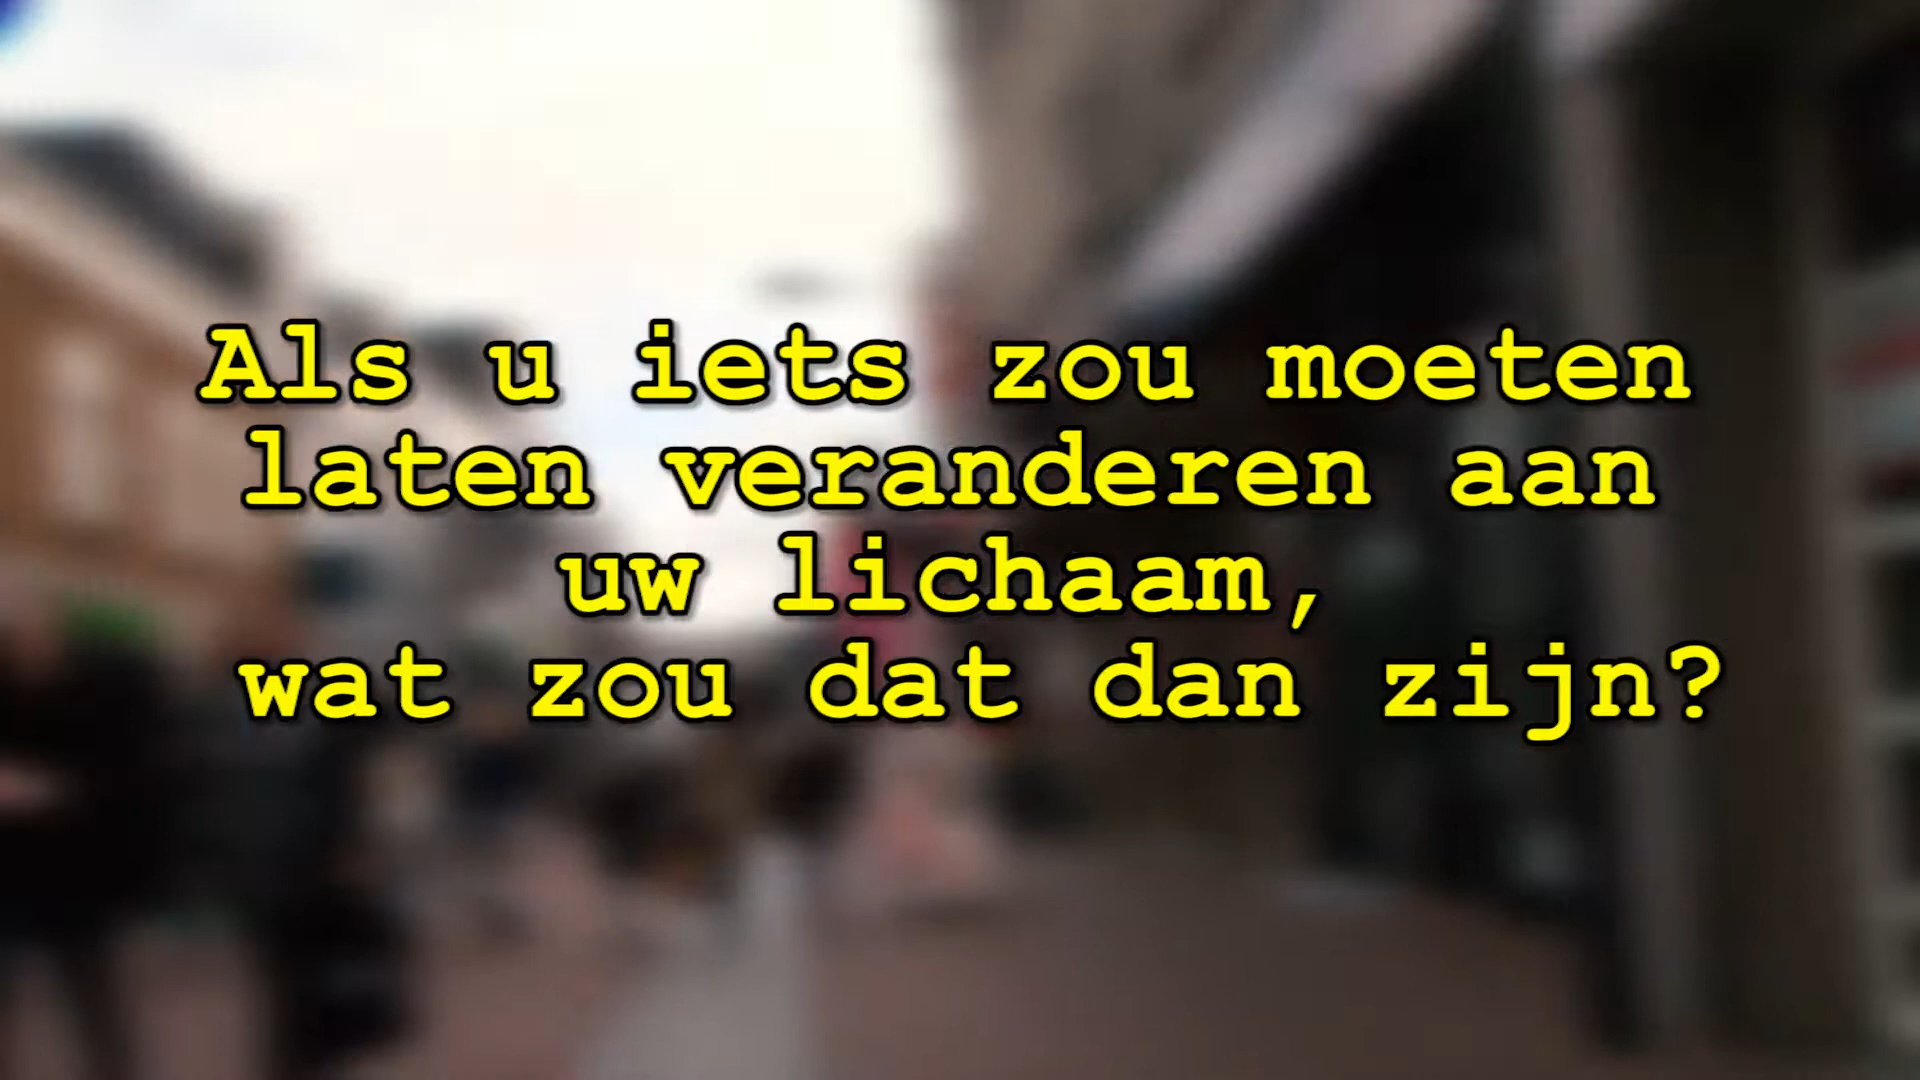 Als u iets zou moeten
laten veranderen aan
uw lichaam,
wat zou dat dan zijn?